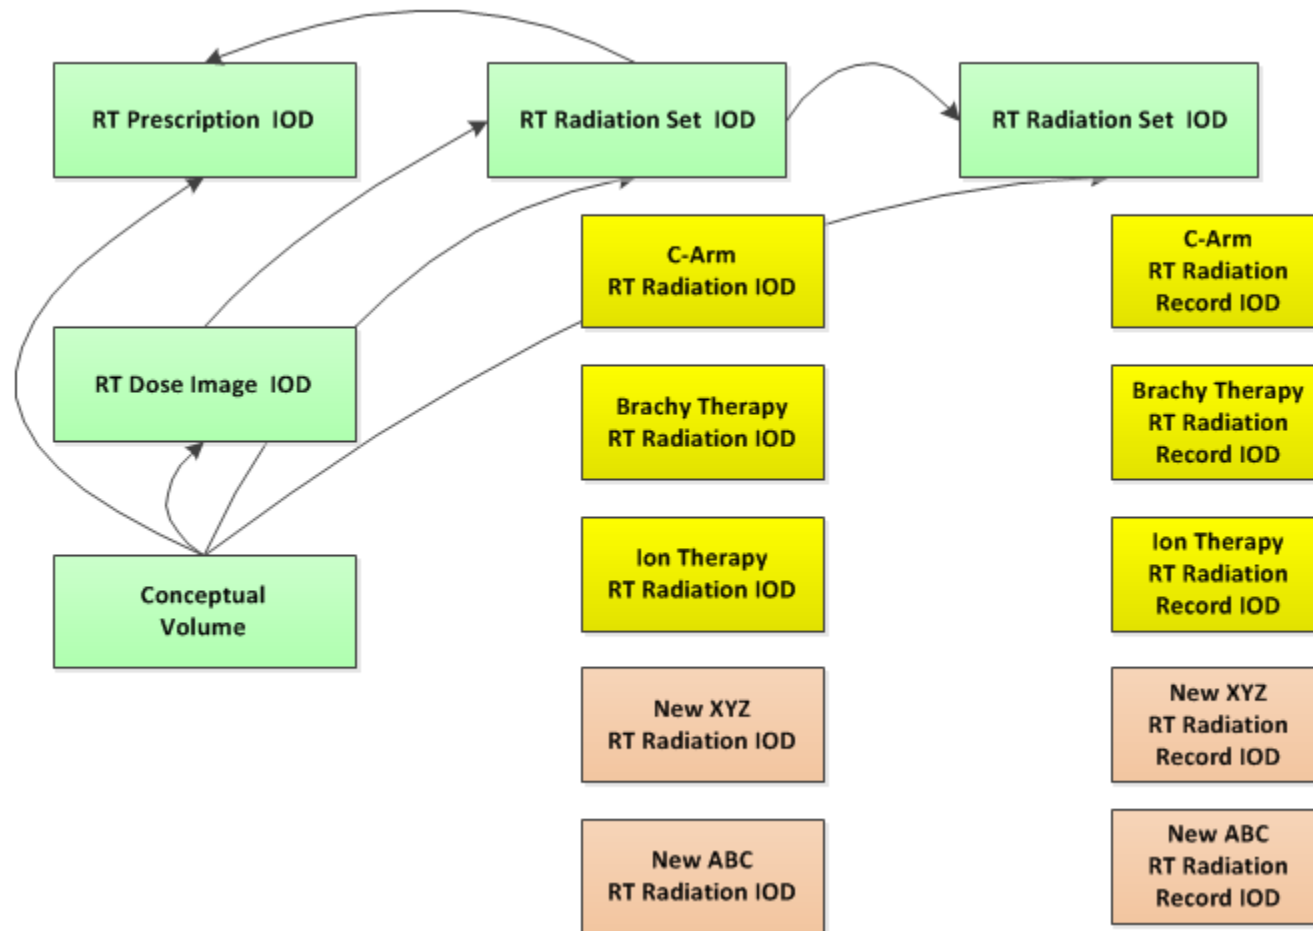 RT Prescription IOD
RT Radiation Set IOD
RT Radiation Set IOD
C-Arm
RT Radiation IOD
C-Arm
RT Radiation
Record IOD
RT Dose Image IOD
Brachy Therapy
RT Radiation IOD
Brachy Therapy
RT Radiation
Record IOD
Conceptual
Volume
Ion Therapy
RT Radiation IOD
Ion Therapy
RT Radiation
Record IOD
New XYZ
RT Radiation IOD
New XYZ
RT Radiation
Record IOD
New ABC
RT Radiation IOD
New ABC
RT Radiation
Record IOD